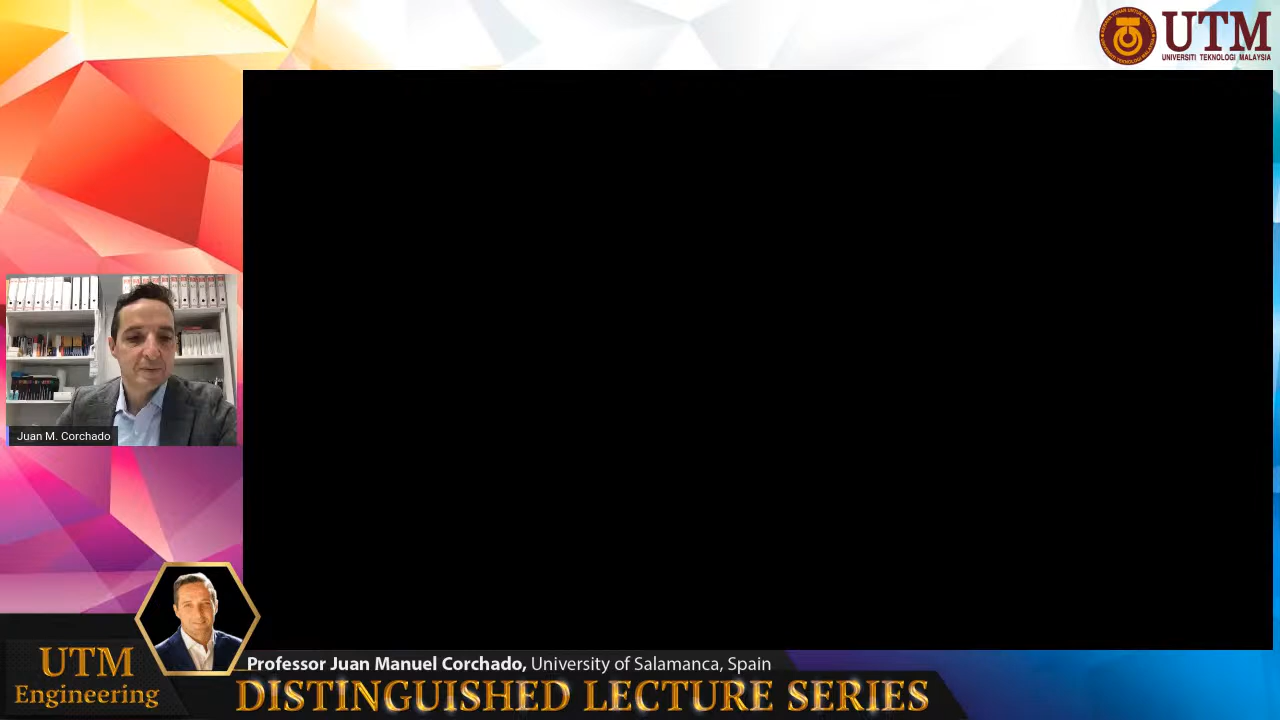 UTM
UNIVERSITI TEKNOLOGI MALAYSIA
Juan M. Corchado
UTM
Engineering
Professor Juan Manuel Corchado, University of Salamanca, Spain
DISTINGUISHED LECTURE SERIES